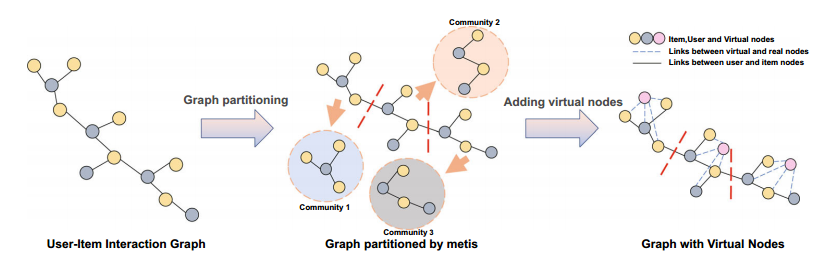 Community 2
Item,User and Virtual nodes
Links between virtual and real nodes
Links between user and item nodes
Graph partitioning
Adding virtual nodes
Community 1
Community 3
User-Item Interaction Graph
Graph partitioned by metis
Graph with Virtual Nodes